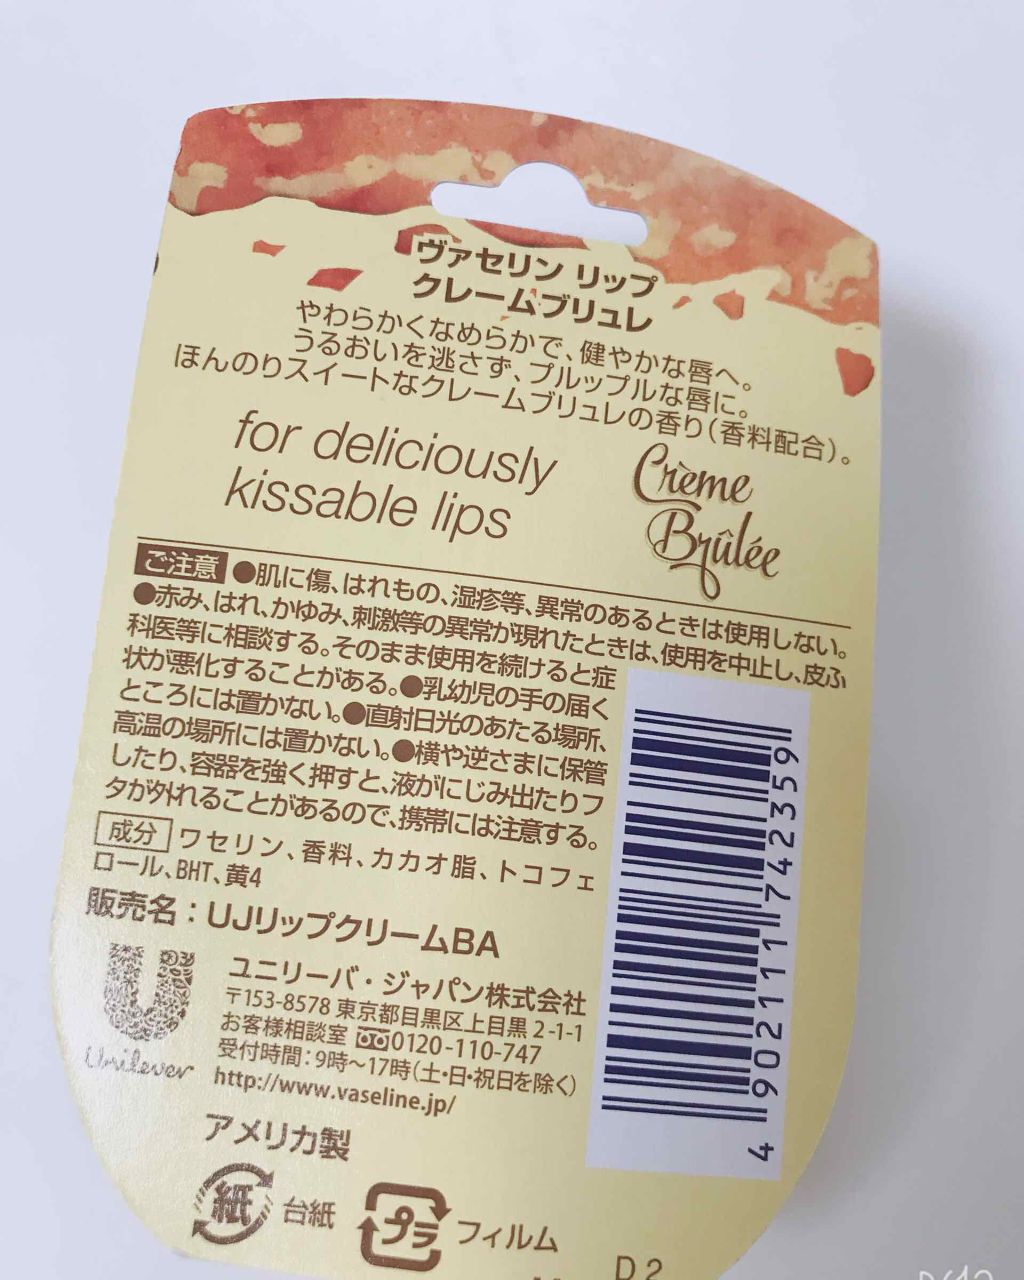 ヴァセリン リップ
クレームブリュレ
やわらかくなめらかで、健やかな唇へ。
うるおいを逃さず、プルップルな唇に。
ほんのりスイートなクレームブリュレの香り（香料配合）。
for deliciously
kissable lips
Crème
Brûlée
ご注意 ●肌に傷、はれもの、湿疹等、異常のあるときは使用しない。
●赤み、はれ、かゆみ、刺激等の異常が現れたときは、使用を中止し、皮ふ
科医等に相談する。そのまま使用を続けると症
状が悪化することがある。●乳幼児の手の届く
ところには置かない。●直射日光のあたる場所、
高温の場所には置かない。●横や逆さまに保管
したり、容器を強く押すと、液がにじみ出たりフ
タが外れることがあるので、携帯には注意する。
成分 ワセリン、香料、カカオ脂、トコフェ
ロール、BHT、黄4
販売名：UJリップクリームBA
ユニリーバ・ジャパン株式会社
〒153-8578 東京都目黒区上目黒 2-1-1
お客様相談室 0120-110-747
受付時間：9時～17時（土・日・祝日を除く）
http://www.vaseline.jp/
Unilever
アメリカ製
紙 台紙
プラ フィルム
D 2
4 902111 742359